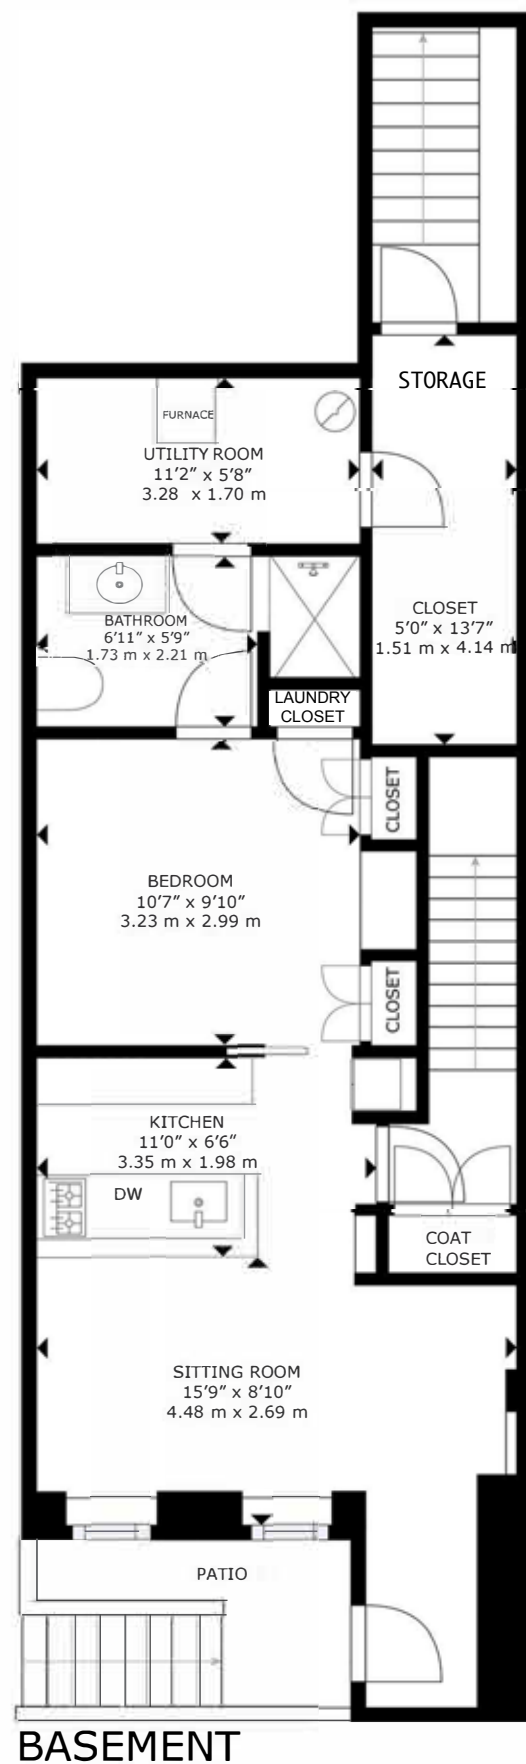 STORAGE
FURNACE
UTILITY ROOM
11’2” x 5’8”
3.28 x 1.70 m
CLOSET
5’0” x 13’7”
1.51 m x 4.14 m
BATHROOM
6’11” x 5’9”
1.73 m x 2.21 m
LAUNDRY
CLOSET
CLOSET
BEDROOM
10’7” x 9’10”
3.23 m x 2.99 m
CLOSET
KITCHEN
11’0” x 6’6”
3.35 m x 1.98 m
DW
COAT
CLOSET
SITTING ROOM
15’9” x 8’10”
4.48 m x 2.69 m
PATIO
BASEMENT